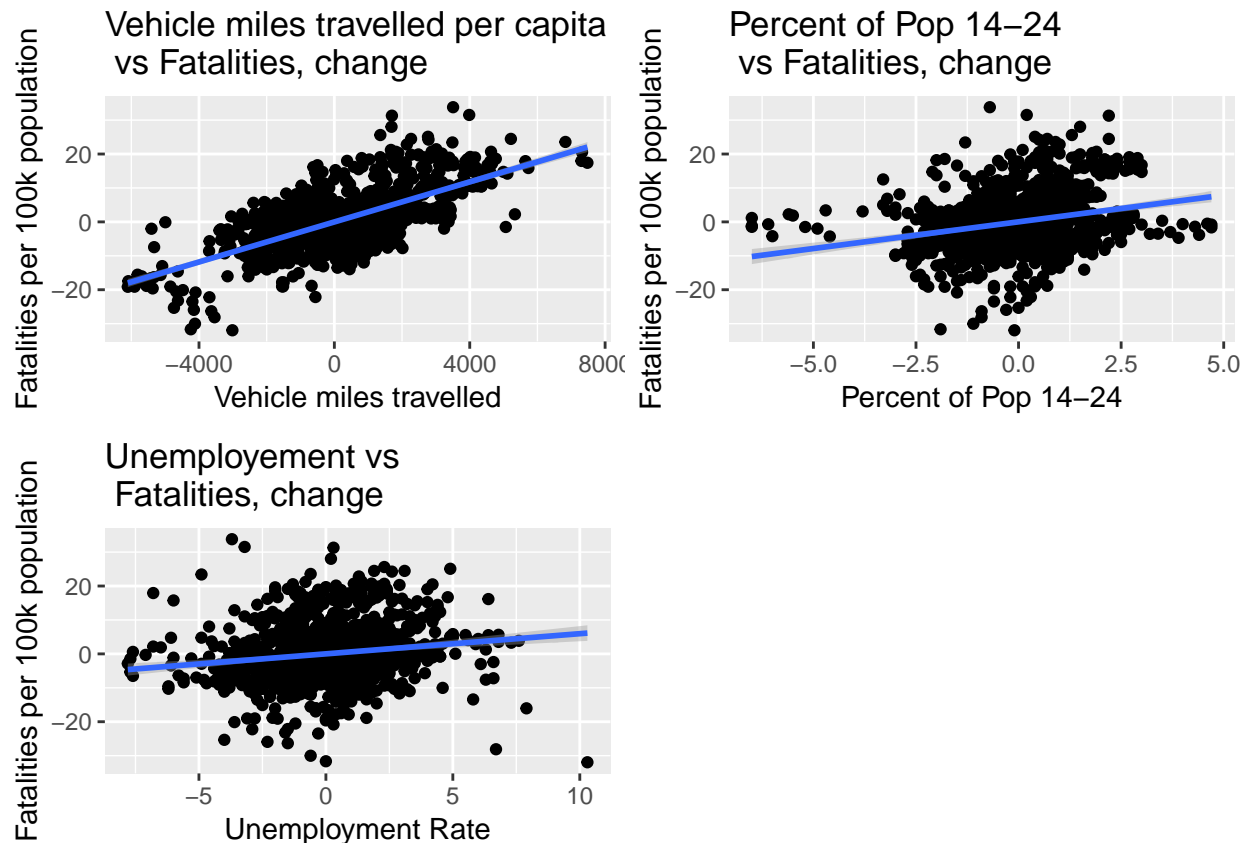 Vehicle miles travelled per capita
vs Fatalities, change
Fatalities per 100k population
20
0
−20
−4000
0
4000
8000
Vehicle miles travelled
Percent of Pop 14−24
vs Fatalities, change
Fatalities per 100k population
20
0
−20
−5.0
−2.5
0.0
2.5
5.0
Percent of Pop 14−24
Unemployement vs
Fatalities, change
Fatalities per 100k population
20
0
−20
−5
0
5
10
Unemployment Rate